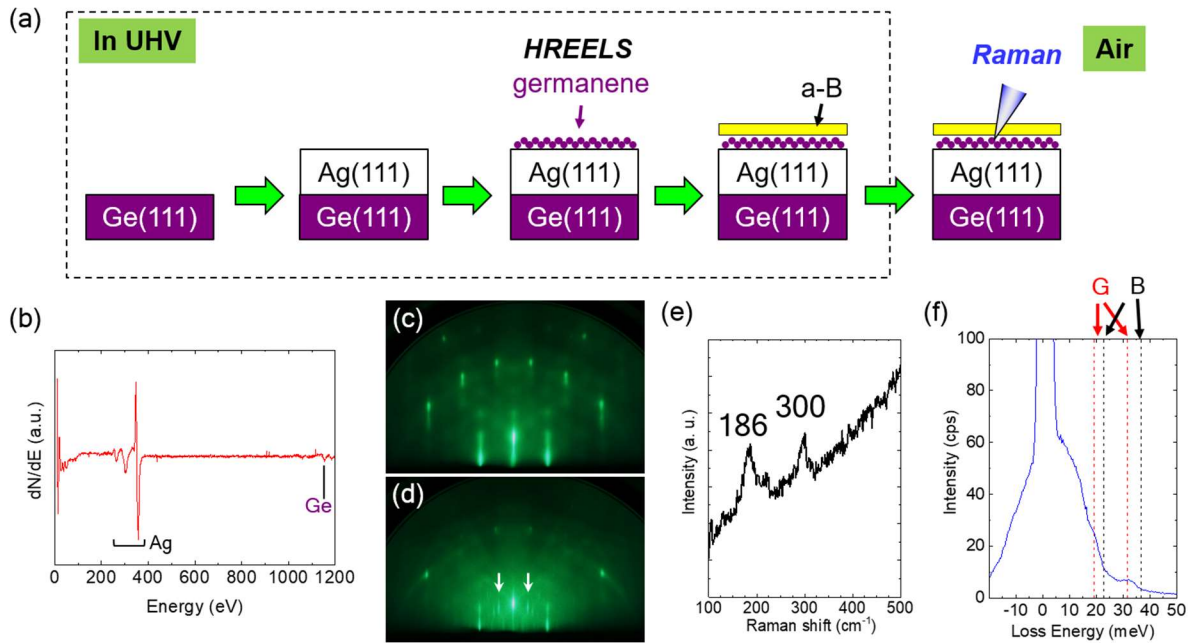 (a)
In UHV
HREELS
Raman
Air
germanene
a-B
Ag(111)
Ag(111)
Ag(111)
Ag(111)
Ge(111)
Ge(111)
Ge(111)
Ge(111)
Ge(111)
(b)
dN/dE (a.u.)
Ge
Ag
0 200 400 600 800 1000 1200
Energy (eV)
(c)
(d)
(e)
Intensity (a. u.)
186
300
100 200 300 400 500
Raman shift (cm-1)
G B
(f)
Intensity (cps)
100
80
60
40
20
0
-10 0 10 20 30 40 50
Loss Energy (meV)